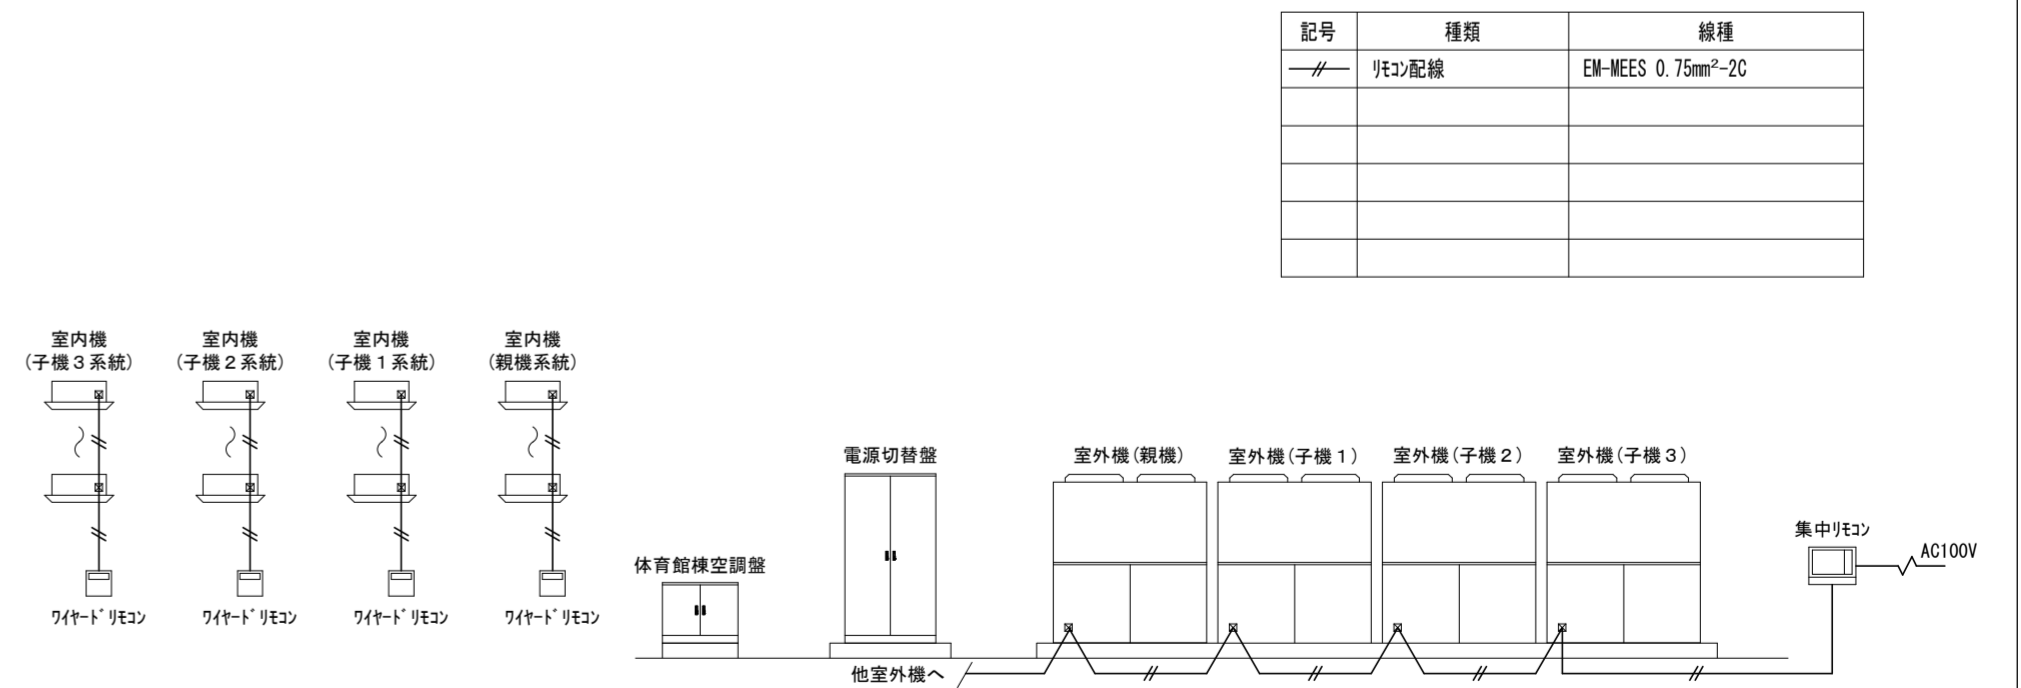 記号 種類 線種
リモコン配線 EM-MEES 0.75mm²-2C
室内機 室内機 室内機 室内機
(子機3系統) (子機2系統) (子機1系統) (親機系統)
電源切替盤 室外機(親機) 室外機(子機1) 室外機(子機2) 室外機(子機3)
集中リモコン
AC100V
体育館棟空調盤
ワイヤードリモコン ワイヤードリモコン ワイヤードリモコン ワイヤードリモコン
他室外機へ